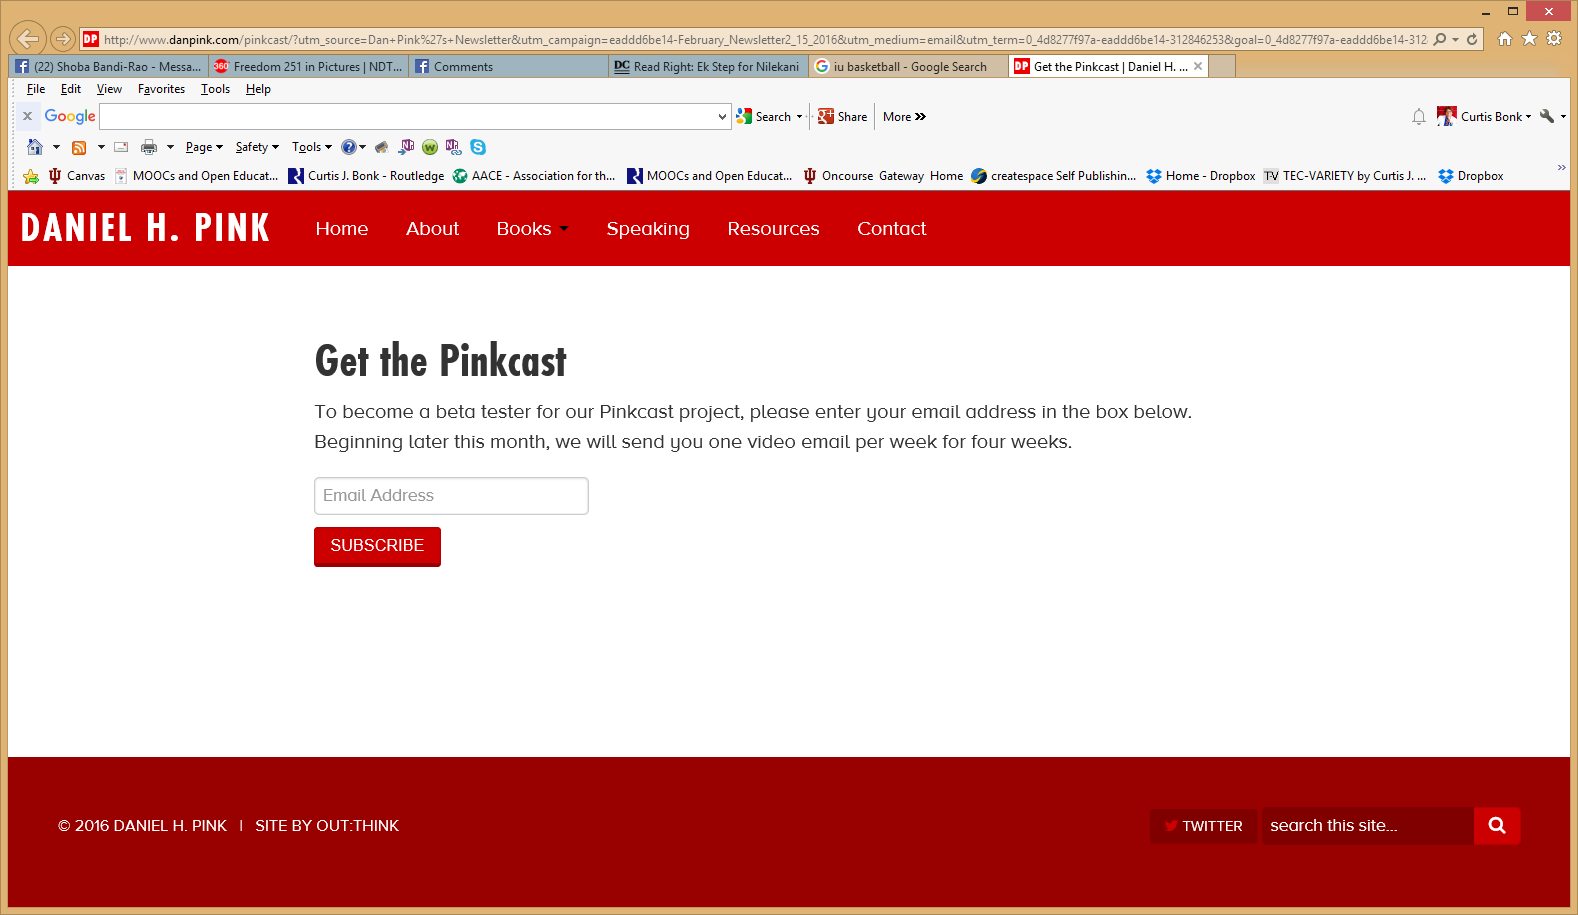 http://www.danpink.com/pinkcast/?utm_source=Dan+Pink%27s+Newsletter&utm_campaign=eaddd6be14-February_Newsletter2_15_2016&utm_medium=email&utm_term=0_4d8277f97a-eaddd6be14-312846253&goal=0_4d8277f97a-eaddd6be14-312
(22) Shoba Bandi-Rao - Messa... Freedom 251 in Pictures | NDT... Comments Read Right: Ek Step for Nilekani iu basketball - Google Search Get the Pinkcast | Daniel H. ...
File Edit View Favorites Tools Help
x Google Search Share More Curtis Bonk
Page Safety Tools
Canvas MOOCs and Open Educat... Curtis J. Bonk - Routledge AACE - Association for th... MOOCs and Open Educat... Oncourse Gateway Home createspace Self Publishin... Home - Dropbox TEC-VARIETY by Curtis J. ... Dropbox
DANIEL H. PINK Home About Books Speaking Resources Contact
Get the Pinkcast
To become a beta tester for our Pinkcast project, please enter your email address in the box below.
Beginning later this month, we will send you one video email per week for four weeks.
Email Address
SUBSCRIBE
© 2016 DANIEL H. PINK | SITE BY OUT:THINK TWITTER search this site...